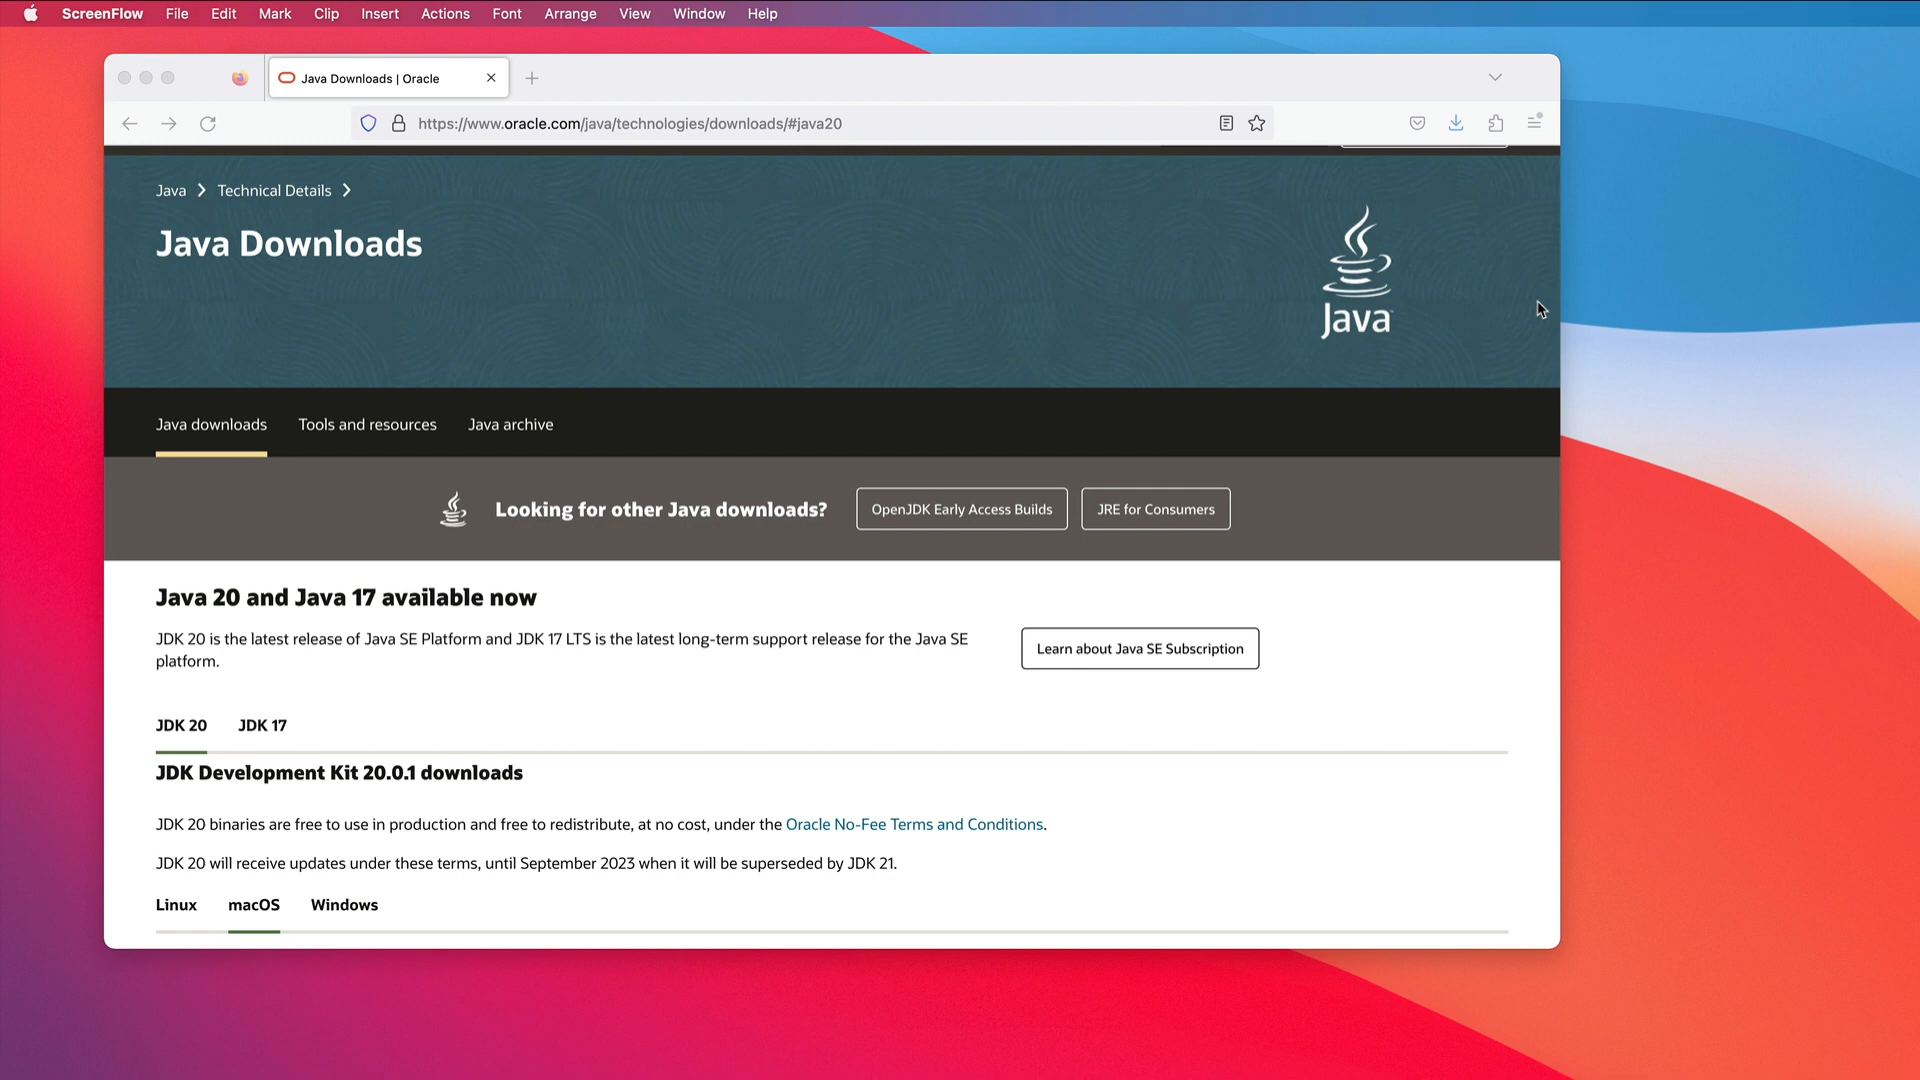 ScreenFlow File Edit Mark Clip Insert Actions Font Arrange View Window Help
Java Downloads | Oracle
https://www.oracle.com/java/technologies/downloads/#java20
Java Technical Details
Java Downloads
Java
Java downloads Tools and resources Java archive
Looking for other Java downloads? OpenJDK Early Access Builds JRE for Consumers
Java 20 and Java 17 available now
JDK 20 is the latest release of Java SE Platform and JDK 17 LTS is the latest long-term support release for the Java SE
platform.
Learn about Java SE Subscription
JDK 20 JDK 17
JDK Development Kit 20.0.1 downloads
JDK 20 binaries are free to use in production and free to redistribute, at no cost, under the Oracle No-Fee Terms and Conditions.
JDK 20 will receive updates under these terms, until September 2023 when it will be superseded by JDK 21.
Linux macOS Windows